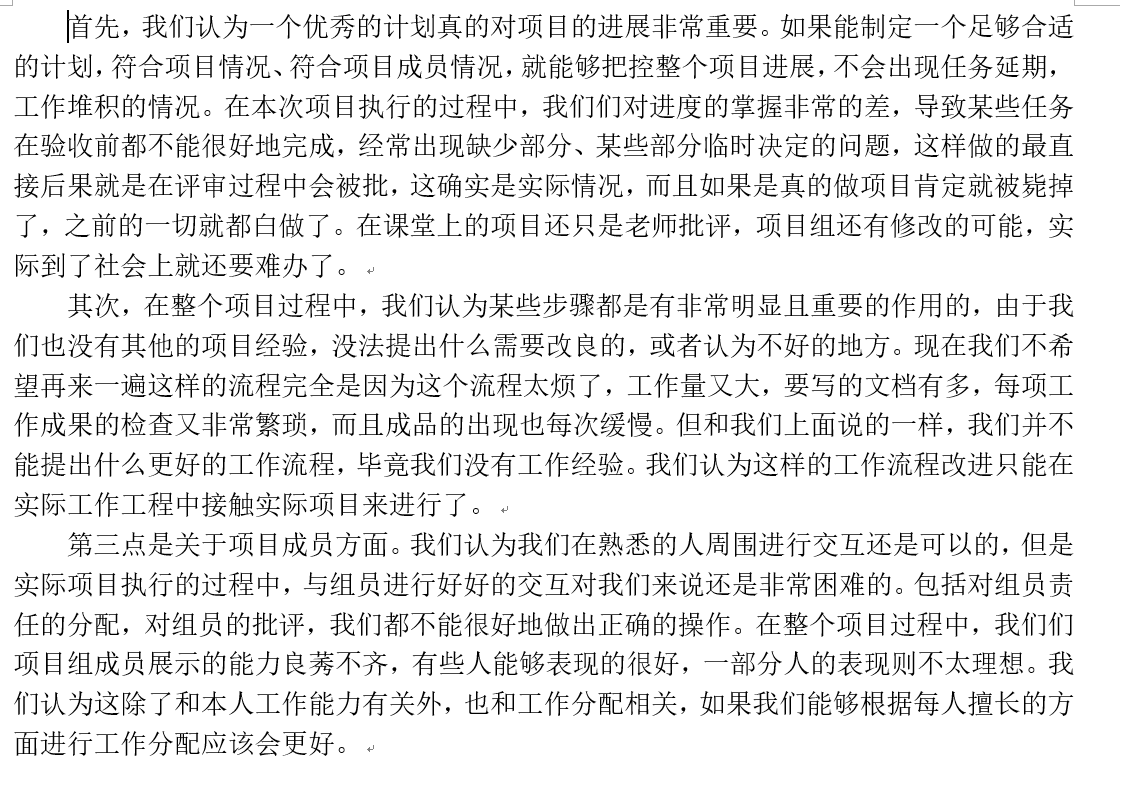 首先，我们认为一个优秀的计划真的对项目的进展非常重要。如果能制定一个足够合适
的计划，符合项目情况、符合项目成员情况，就能够把控整个项目进展，不会出现任务延期，
工作堆积的情况。在本次项目执行的过程中，我们们对进度的掌握非常的差，导致某些任务
在验收前都不能很好地完成，经常出现缺少部分、某些部分临时决定的问题，这样做的最直
接后果就是在评审过程中会被批，这确实是实际情况，而且如果是真的做项目肯定就被毙掉
了，之前的一切就都白做了。在课堂上的项目还只是老师批评，项目组还有修改的可能，实
际到了社会上就还要难办了。
其次，在整个项目过程中，我们认为某些步骤都是有非常明显且重要的作用的，由于我
们也没有其他的项目经验，没法提出什么需要改良的，或者认为不好的地方。现在我们不希
望再来一遍这样的流程完全是因为这个流程太烦了，工作量又大，要写的文档有多，每项工
作成果的检查又非常繁琐，而且成品的出现也每次缓慢。但和我们上面说的一样，我们并不
能提出什么更好的工作流程，毕竟我们没有工作经验。我们认为这样的工作流程改进只能在
实际工作工程中接触实际项目来进行了。
第三点是关于项目成员方面。我们认为我们在熟悉的人周围进行交互还是可以的，但是
实际项目执行的过程中，与组员进行好好的交互对我们来说还是非常困难的。包括对组员责
任的分配，对组员的批评，我们都不能很好地做出正确的操作。在整个项目过程中，我们们
项目组成员展示的能力良莠不齐，有些人能够表现的很好，一部分人的表现则不太理想。我
们认为这除了和本人工作能力有关外，也和工作分配相关，如果我们能够根据每人擅长的方
面进行工作分配应该会更好。